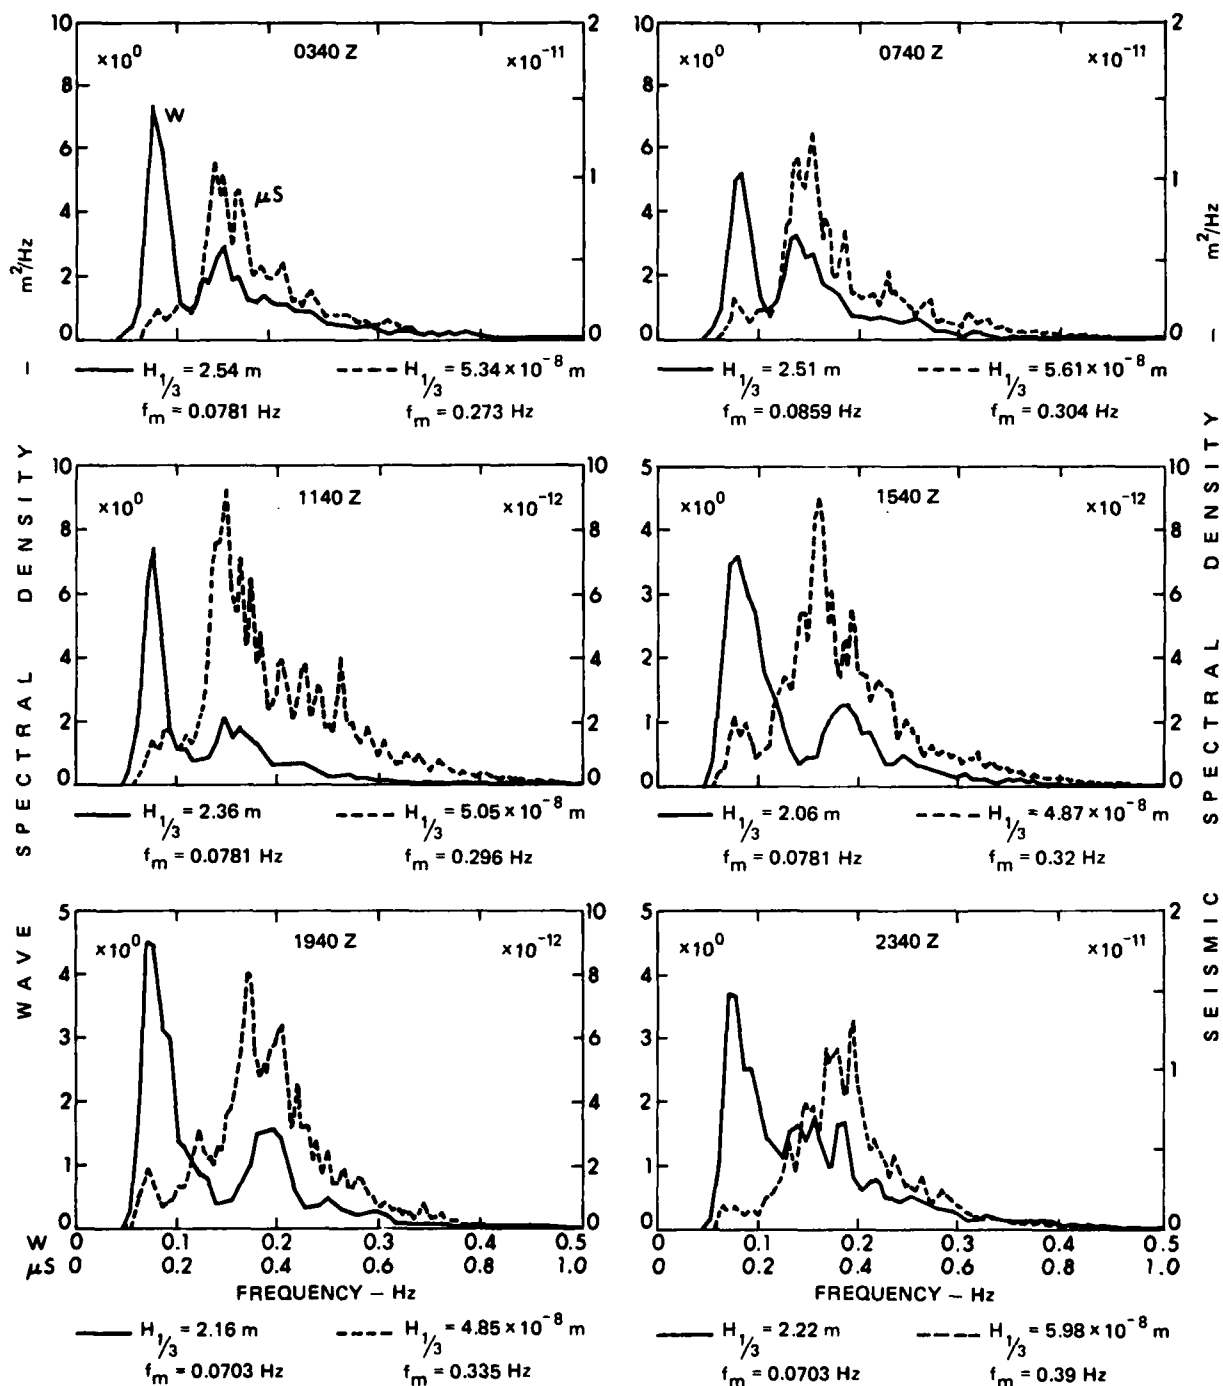 WAVE SPECTRAL DENSITY — m²/Hz
SEISMIC SPECTRAL DENSITY — m²/Hz
0340 Z
×10⁰
×10⁻¹¹
10
8
6
4
2
0
2
1
0
W
μS
H1/3 = 2.54 m
fm = 0.0781 Hz
H1/3 = 5.34 × 10⁻⁸ m
fm = 0.273 Hz
0740 Z
×10⁰
×10⁻¹¹
10
8
6
4
2
0
2
1
0
H1/3 = 2.51 m
fm = 0.0859 Hz
H1/3 = 5.61 × 10⁻⁸ m
fm = 0.304 Hz
1140 Z
×10⁰
×10⁻¹²
10
8
6
4
2
0
10
8
6
4
2
0
H1/3 = 2.36 m
fm = 0.0781 Hz
H1/3 = 5.05 × 10⁻⁸ m
fm = 0.296 Hz
1540 Z
×10⁰
×10⁻¹²
5
4
3
2
1
0
10
8
6
4
2
0
H1/3 = 2.06 m
fm = 0.0781 Hz
H1/3 = 4.87 × 10⁻⁸ m
fm = 0.32 Hz
1940 Z
×10⁰
×10⁻¹²
5
4
3
2
1
0
10
8
6
4
2
0
W 0 0.1 0.2 0.3 0.4 0.5
μS 0 0.2 0.4 0.6 0.8 1.0
FREQUENCY – Hz
H1/3 = 2.16 m
fm = 0.0703 Hz
H1/3 = 4.85 × 10⁻⁸ m
fm = 0.335 Hz
2340 Z
×10⁰
×10⁻¹¹
5
4
3
2
1
0
2
1
0
0 0.1 0.2 0.3 0.4 0.5
0 0.2 0.4 0.6 0.8 1.0
FREQUENCY – Hz
H1/3 = 2.22 m
fm = 0.0703 Hz
H1/3 = 5.98 × 10⁻⁸ m
fm = 0.39 Hz